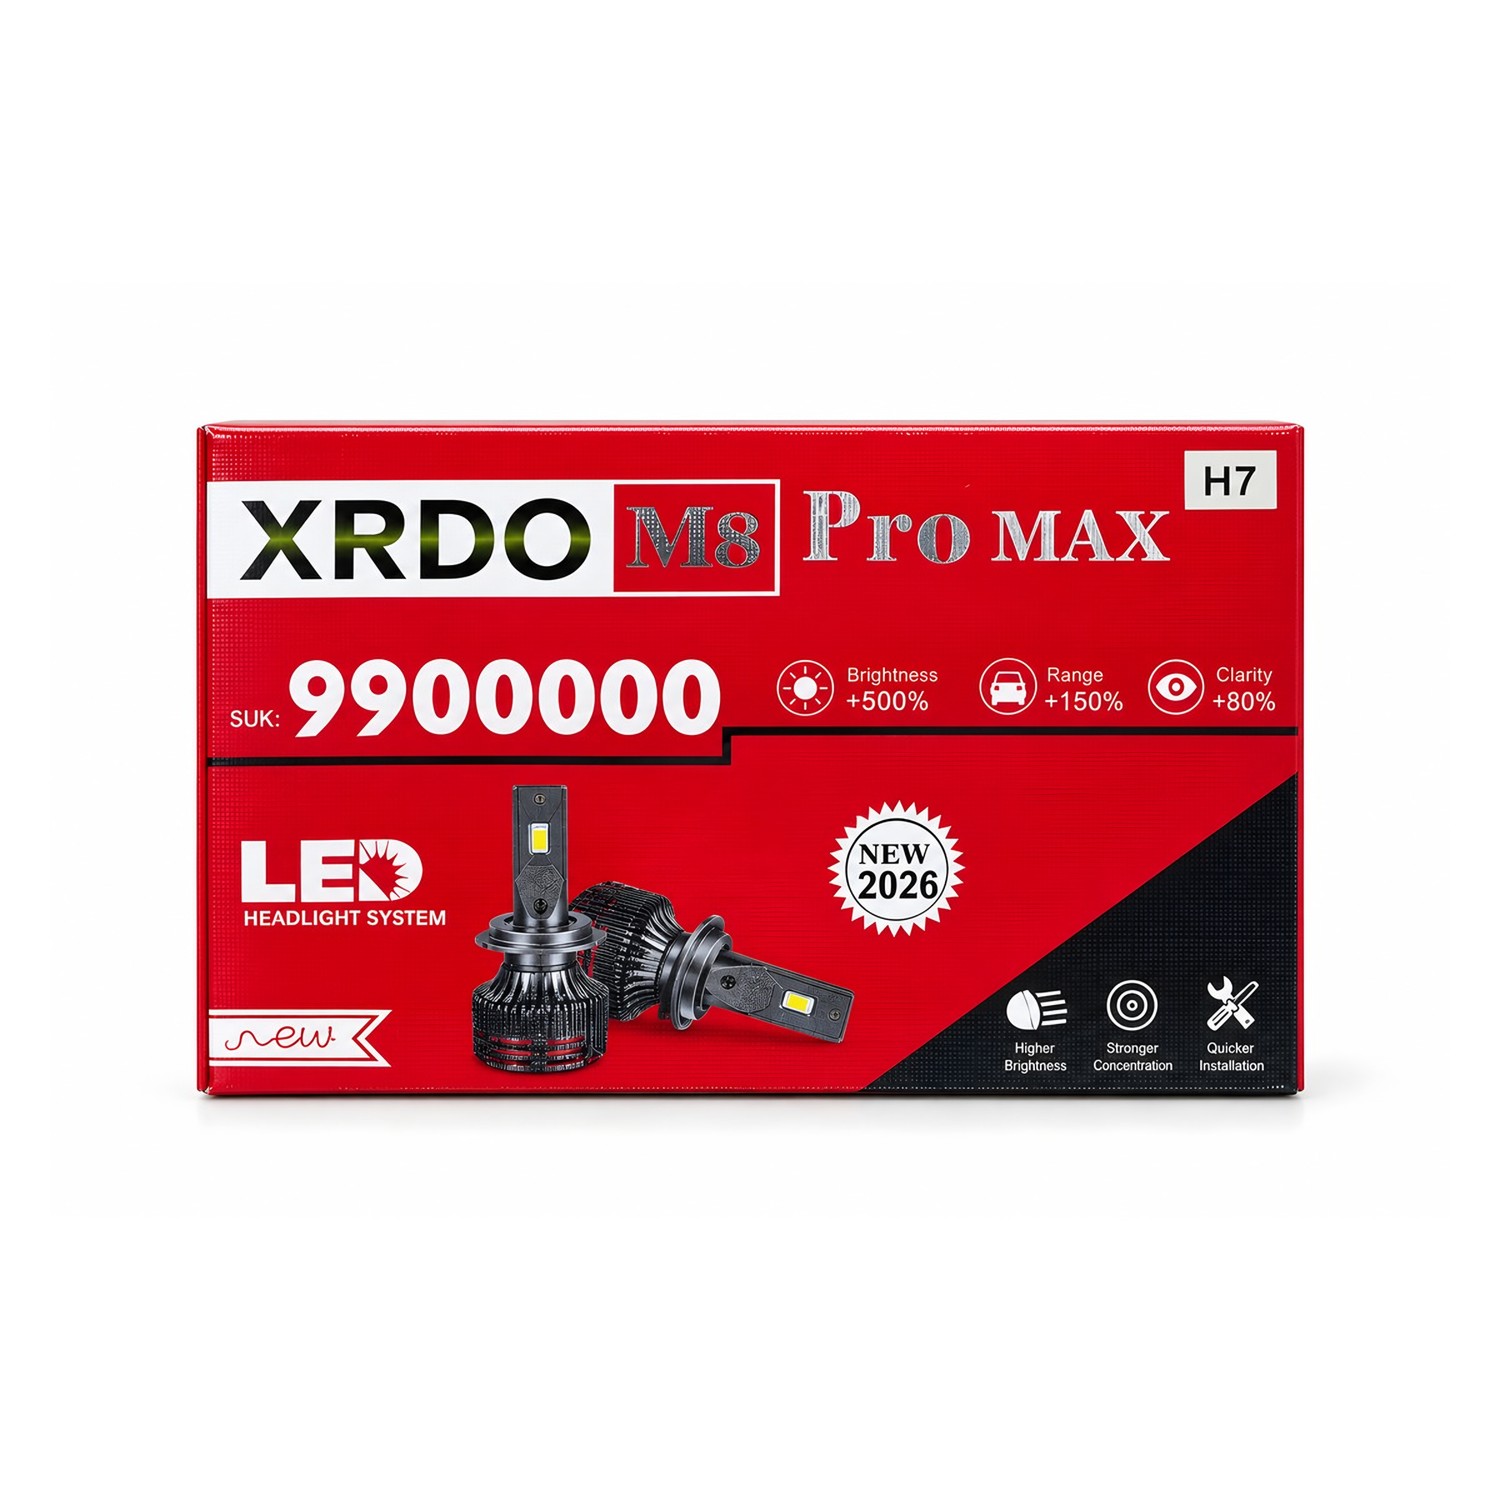 H7
XRDO M8 Pro MAX
SUK: 9900000
Brightness
+500%
Range
+150%
Clarity
+80%
LED
HEADLIGHT SYSTEM
NEW
2026
new
Higher
Brightness
Stronger
Concentration
Quicker
Installation